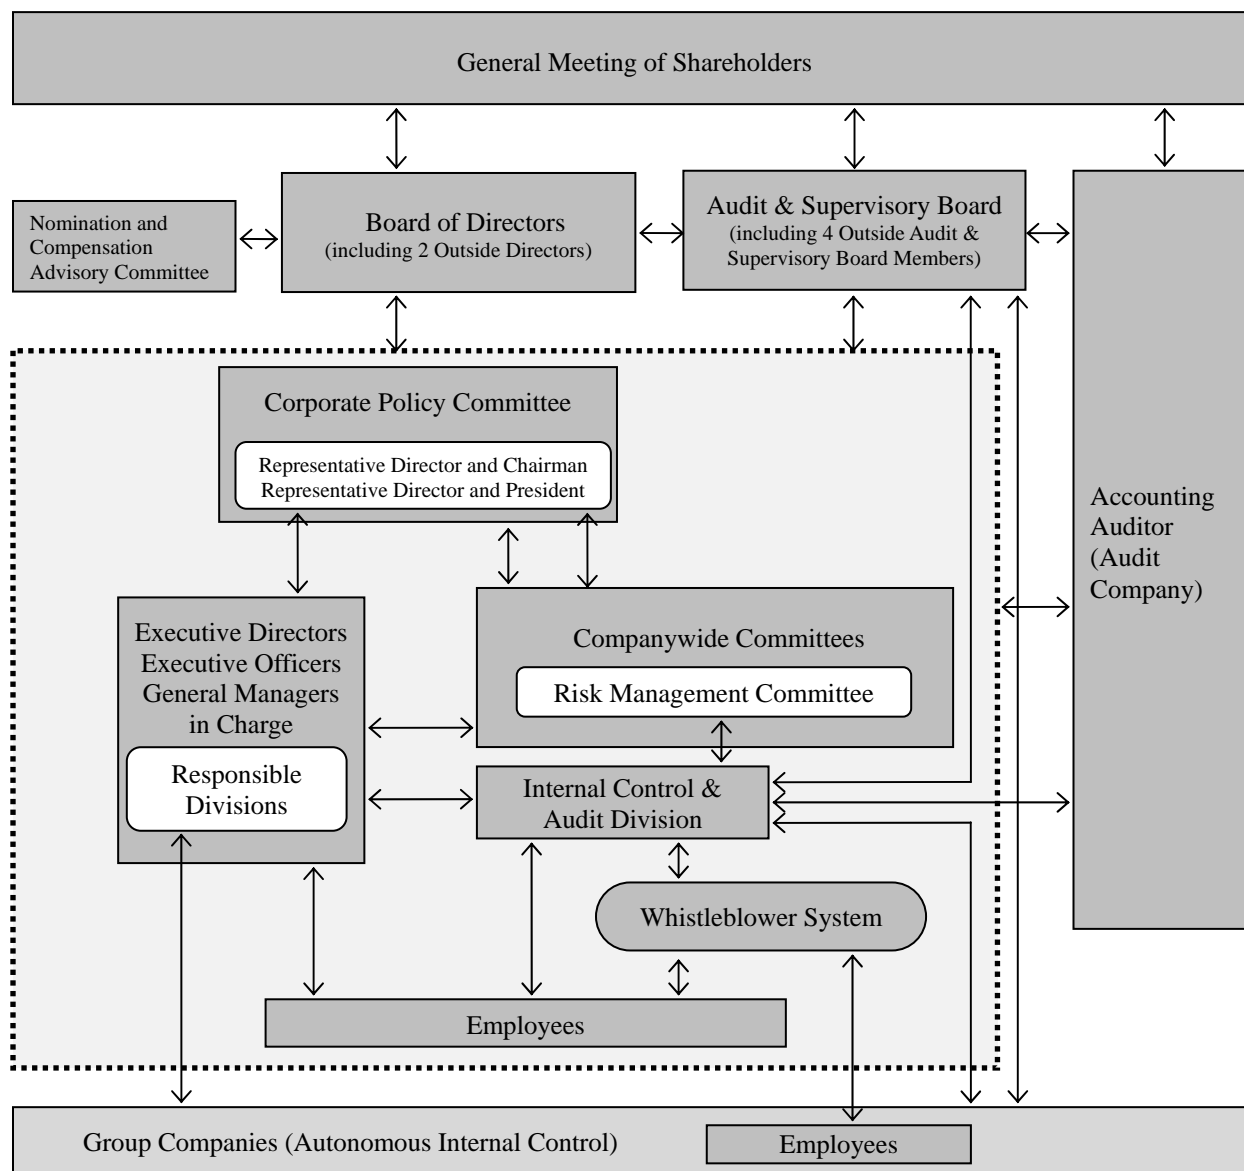 General Meeting of Shareholders
Nomination and
Compensation
Advisory Committee
Board of Directors
(including 2 Outside Directors)
Audit & Supervisory Board
(including 4 Outside Audit &
Supervisory Board Members)
Accounting
Auditor
(Audit
Company)
Corporate Policy Committee
Representative Director and Chairman
Representative Director and President
Executive Directors
Executive Officers
General Managers
in Charge
Responsible
Divisions
Companywide Committees
Risk Management Committee
Internal Control &
Audit Division
Whistleblower System
Employees
Group Companies (Autonomous Internal Control)
Employees